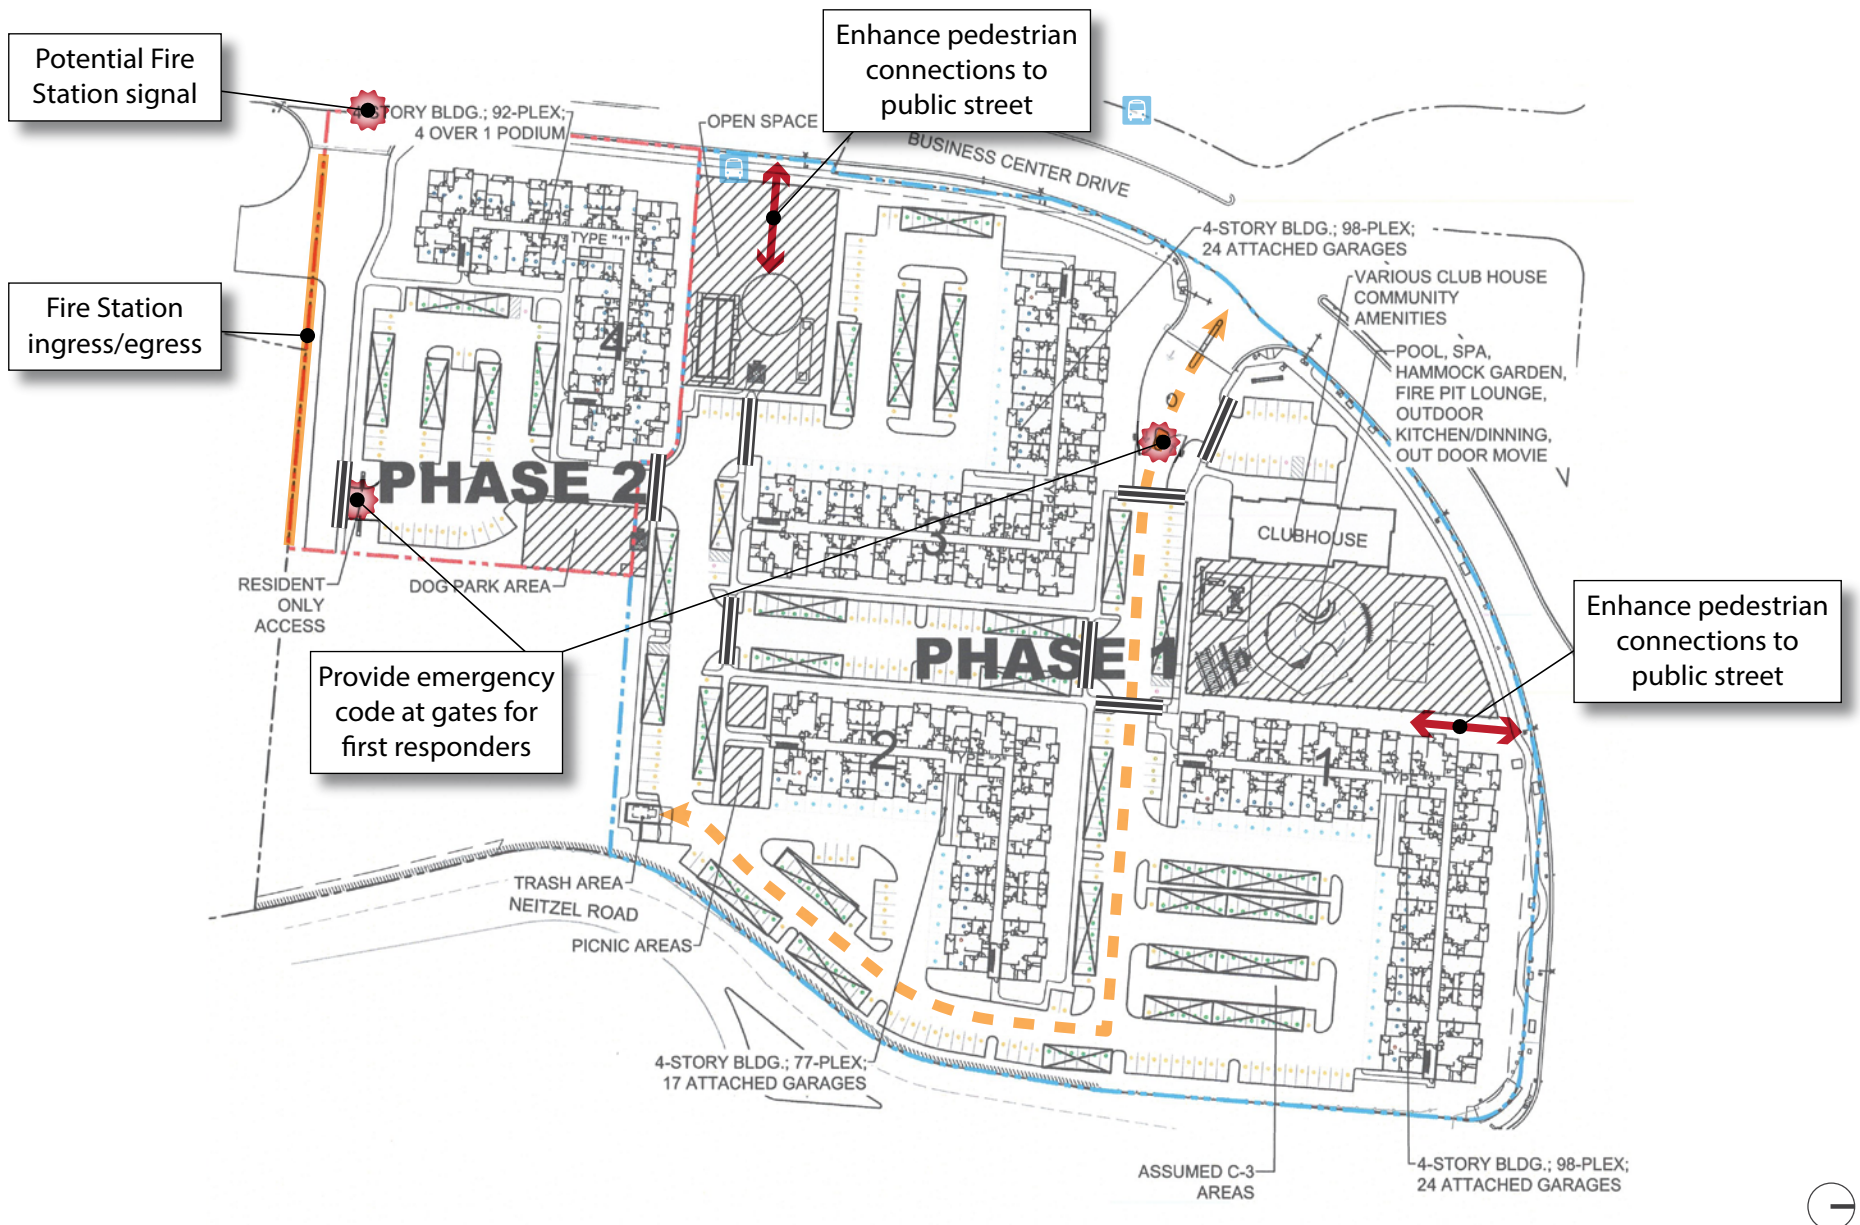 Potential Fire
Station signal
Enhance pedestrian
connections to
public street
4-STORY BLDG.; 92-PLEX;
4 OVER 1 PODIUM
OPEN SPACE
BUSINESS CENTER DRIVE
4-STORY BLDG.; 98-PLEX;
24 ATTACHED GARAGES
VARIOUS CLUB HOUSE
COMMUNITY
AMENITIES
POOL, SPA,
HAMMOCK GARDEN,
FIRE PIT LOUNGE,
OUTDOOR
KITCHEN/DINNING,
OUT DOOR MOVIE
Fire Station
ingress/egress
TYPE "1"
4
PHASE 2
3
CLUBHOUSE
RESIDENT
ONLY
ACCESS
DOG PARK AREA
Enhance pedestrian
connections to
public street
PHASE 1
Provide emergency
code at gates for
first responders
2
1
TRASH AREA
NEITZEL ROAD
PICNIC AREAS
4-STORY BLDG.; 77-PLEX;
17 ATTACHED GARAGES
ASSUMED C-3
AREAS
4-STORY BLDG.; 98-PLEX;
24 ATTACHED GARAGES